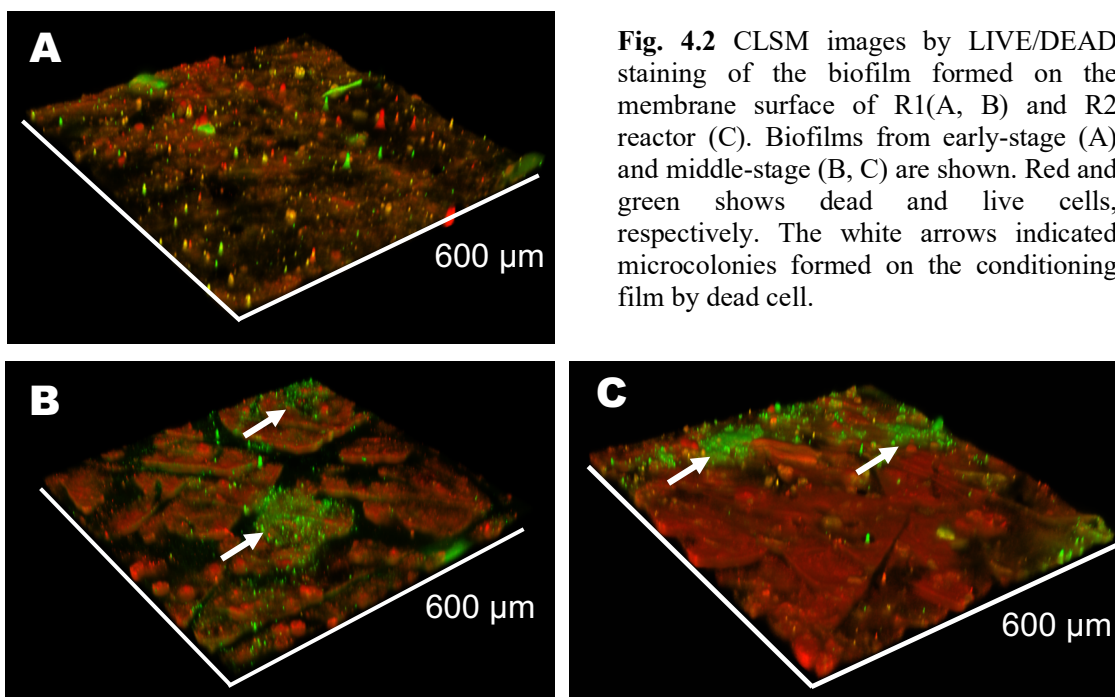 A
600 µm
Fig. 4.2 CLSM images by LIVE/DEAD
staining of the biofilm formed on the
membrane surface of R1(A, B) and R2
reactor (C). Biofilms from early-stage (A)
and middle-stage (B, C) are shown. Red and
green shows dead and live cells,
respectively. The white arrows indicated
microcolonies formed on the conditioning
film by dead cell.
B
600 µm
C
600 µm